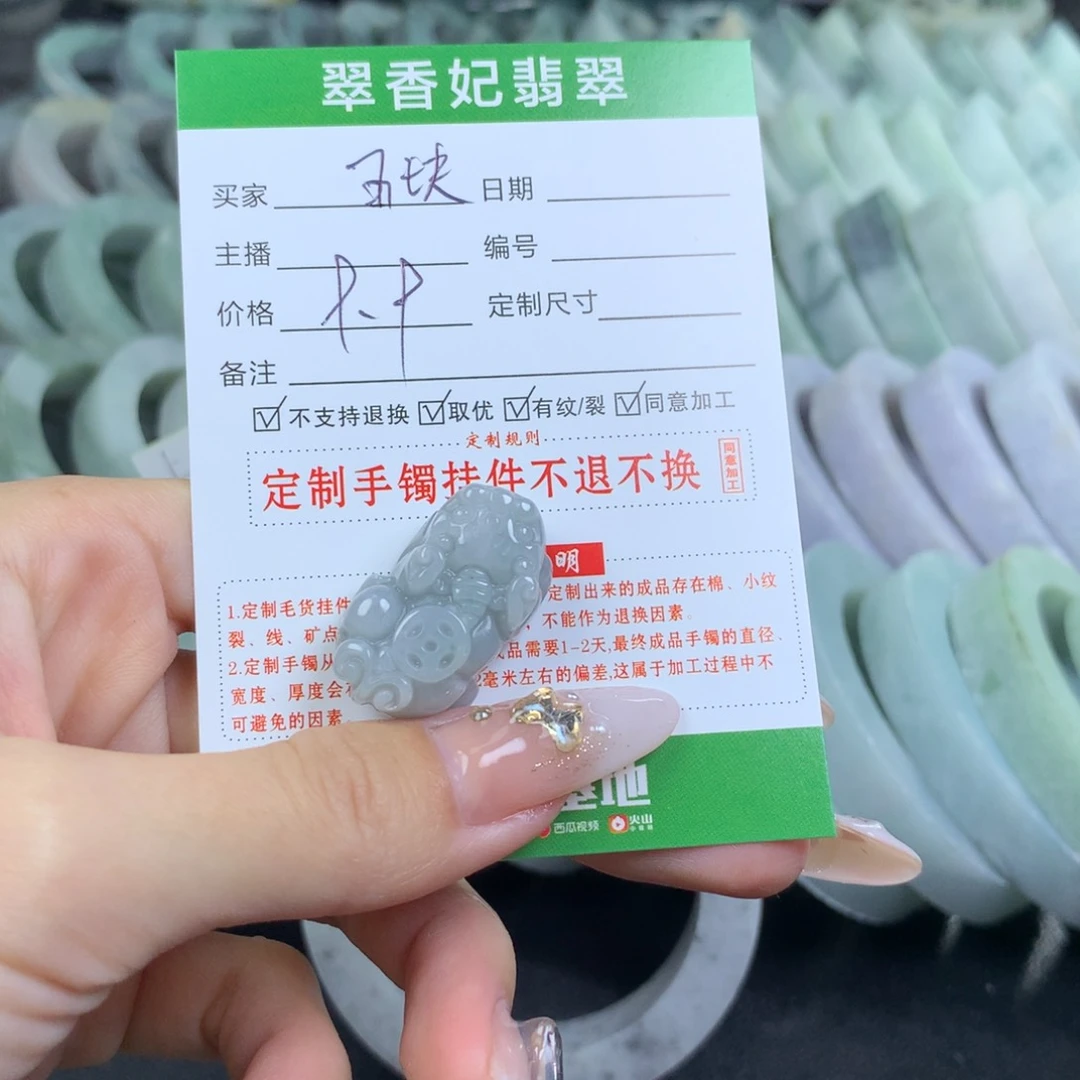 翠香妃翡翠
买家 日期
主播 编号
价格 定制尺寸
备注
☑不支持退换 ☑取优 ☑有纹/裂 ☑同意加工
定制规则
定制手镯挂件不退不换 同意加工
明
1.定制毛货挂件 定制出来的成品存在棉、小纹
裂、线、矿点 不能作为退换因素。
2.定制手镯从 品需要1-2天,最终成品手镯的直径、
宽度、厚度会 毫米左右的偏差,这属于加工过程中不
可避免的因素。
基地
西瓜视频 火山